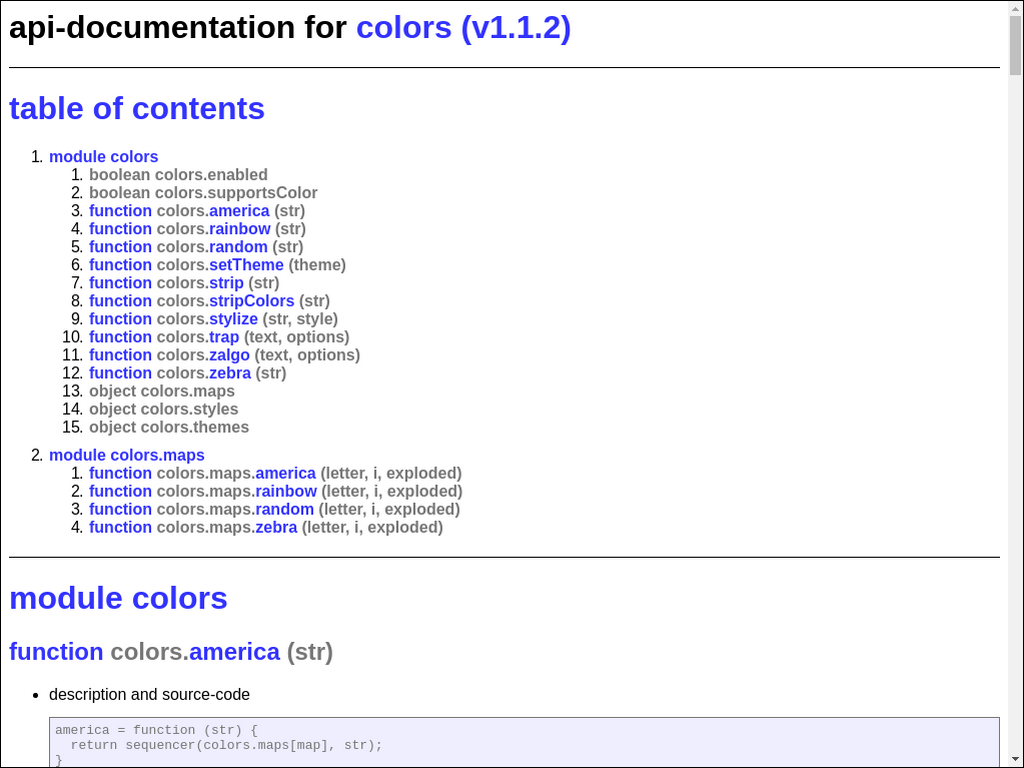 api-documentation for colors (v1.1.2)
table of contents
1. module colors
1. boolean colors.enabled
2. boolean colors.supportsColor
3. function colors.america (str)
4. function colors.rainbow (str)
5. function colors.random (str)
6. function colors.setTheme (theme)
7. function colors.strip (str)
8. function colors.stripColors (str)
9. function colors.stylize (str, style)
10. function colors.trap (text, options)
11. function colors.zalgo (text, options)
12. function colors.zebra (str)
13. object colors.maps
14. object colors.styles
15. object colors.themes
2. module colors.maps
1. function colors.maps.america (letter, i, exploded)
2. function colors.maps.rainbow (letter, i, exploded)
3. function colors.maps.random (letter, i, exploded)
4. function colors.maps.zebra (letter, i, exploded)
module colors
function colors.america (str)
• description and source-code
america = function (str) {
  return sequencer(colors.maps[map], str);
}